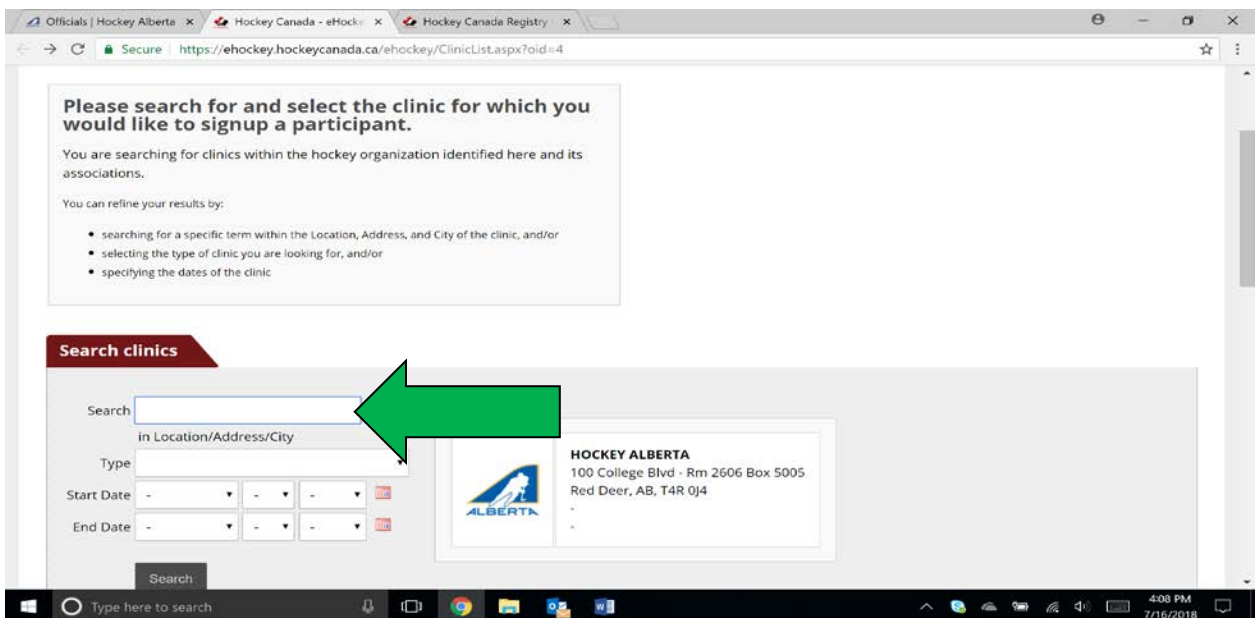 Officials | Hockey Alberta
Hockey Canada - eHocke
Hockey Canada Registry
Secure https://ehockey.hockeycanada.ca/ehockey/ClinicList.aspx?oid=4
Please search for and select the clinic for which you
would like to signup a participant.
You are searching for clinics within the hockey organization identified here and its
associations.
You can refine your results by:
• searching for a specific term within the Location, Address, and City of the clinic, and/or
• selecting the type of clinic you are looking for, and/or
• specifying the dates of the clinic
Search clinics
Search
in Location/Address/City
Type
Start Date - - -
End Date - - -
Search
ALBERTA
HOCKEY ALBERTA
100 College Blvd - Rm 2606 Box 5005
Red Deer, AB, T4R 0J4
-
-
Type here to search
4:08 PM
7/16/2018